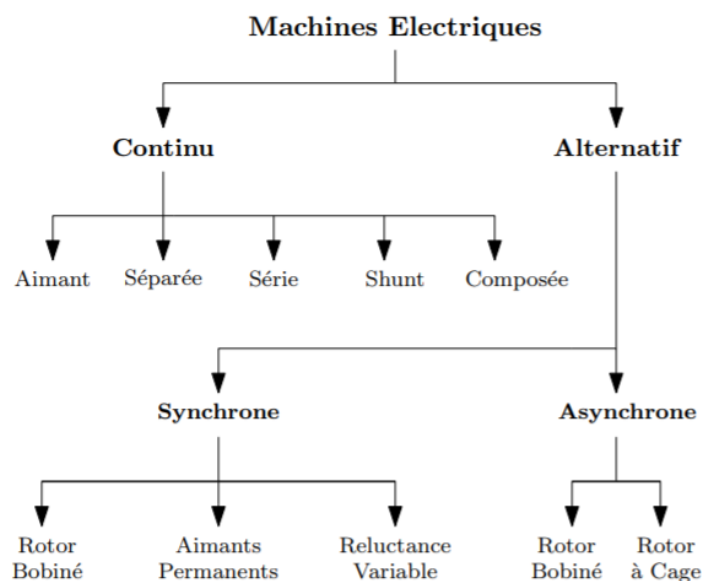 Machines Electriques
Continu
Alternatif
Aimant
Séparée
Série
Shunt
Composée
Synchrone
Asynchrone
Rotor
Bobiné
Aimants
Permanents
Reluctance
Variable
Rotor
Bobiné
Rotor
à Cage